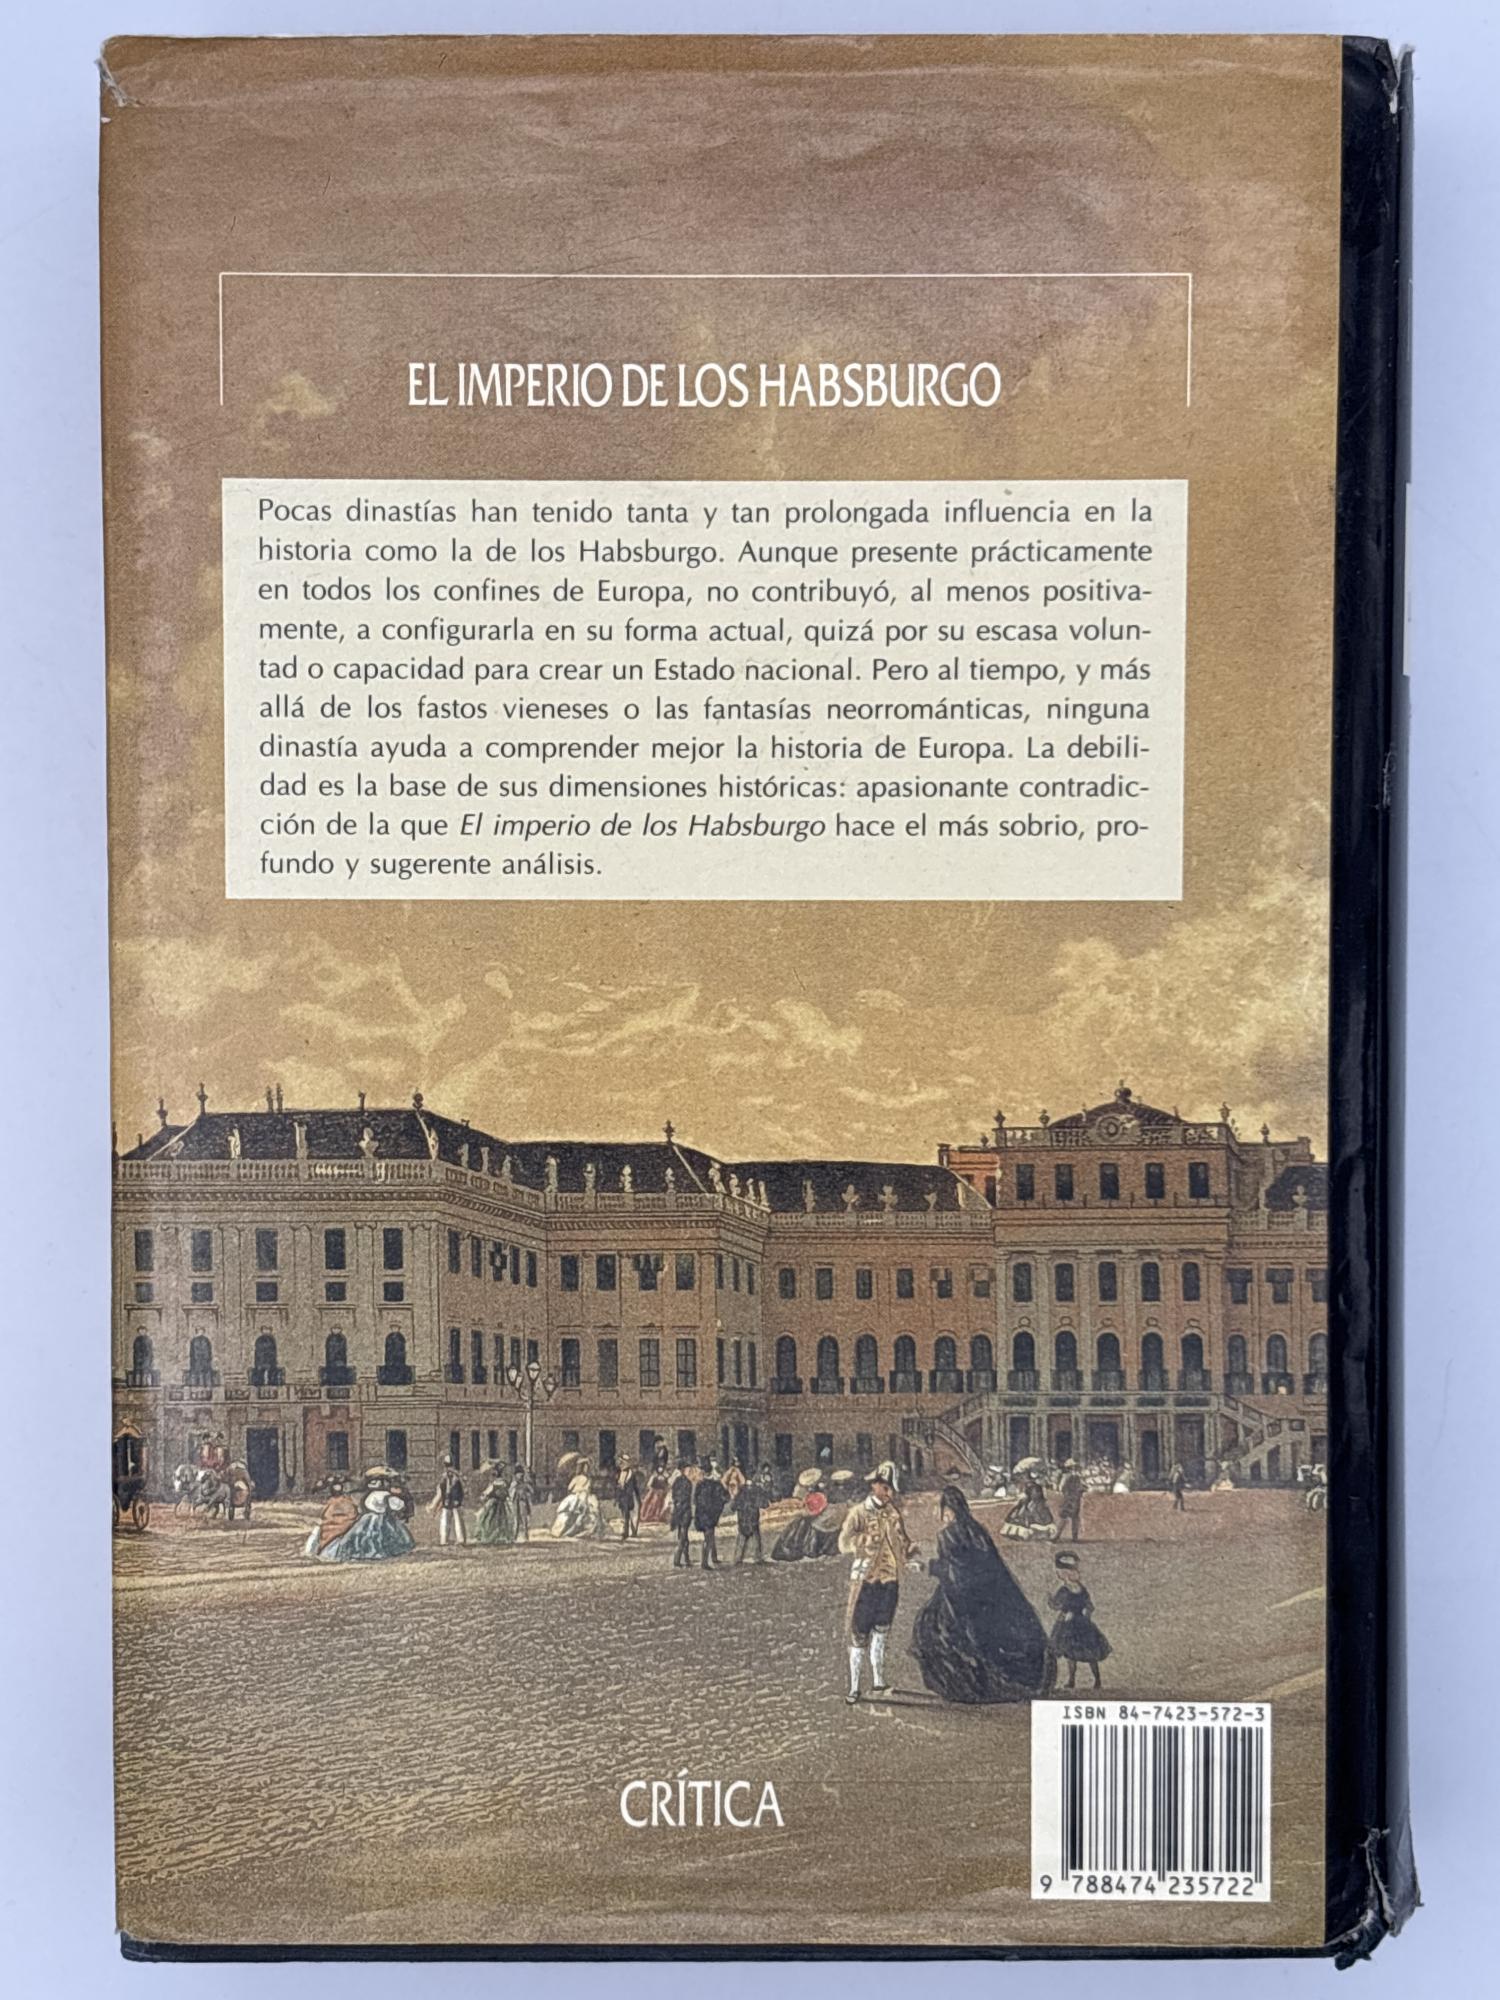 EL IMPERIO DE LOS HABSBURGO
Pocas dinastías han tenido tanta y tan prolongada influencia en la
historia como la de los Habsburgo. Aunque presente prácticamente
en todos los confines de Europa, no contribuyó, al menos positiva-
mente, a configurarla en su forma actual, quizá por su escasa volun-
tad o capacidad para crear un Estado nacional. Pero al tiempo, y más
allá de los fastos vieneses o las fantasías neorrománticas, ninguna
dinastía ayuda a comprender mejor la historia de Europa. La debili-
dad es la base de sus dimensiones históricas: apasionante contradic-
ción de la que El imperio de los Habsburgo hace el más sobrio, pro-
fundo y sugerente análisis.
ISBN 84-7423-572-3
CRÍTICA
9 788474 235722